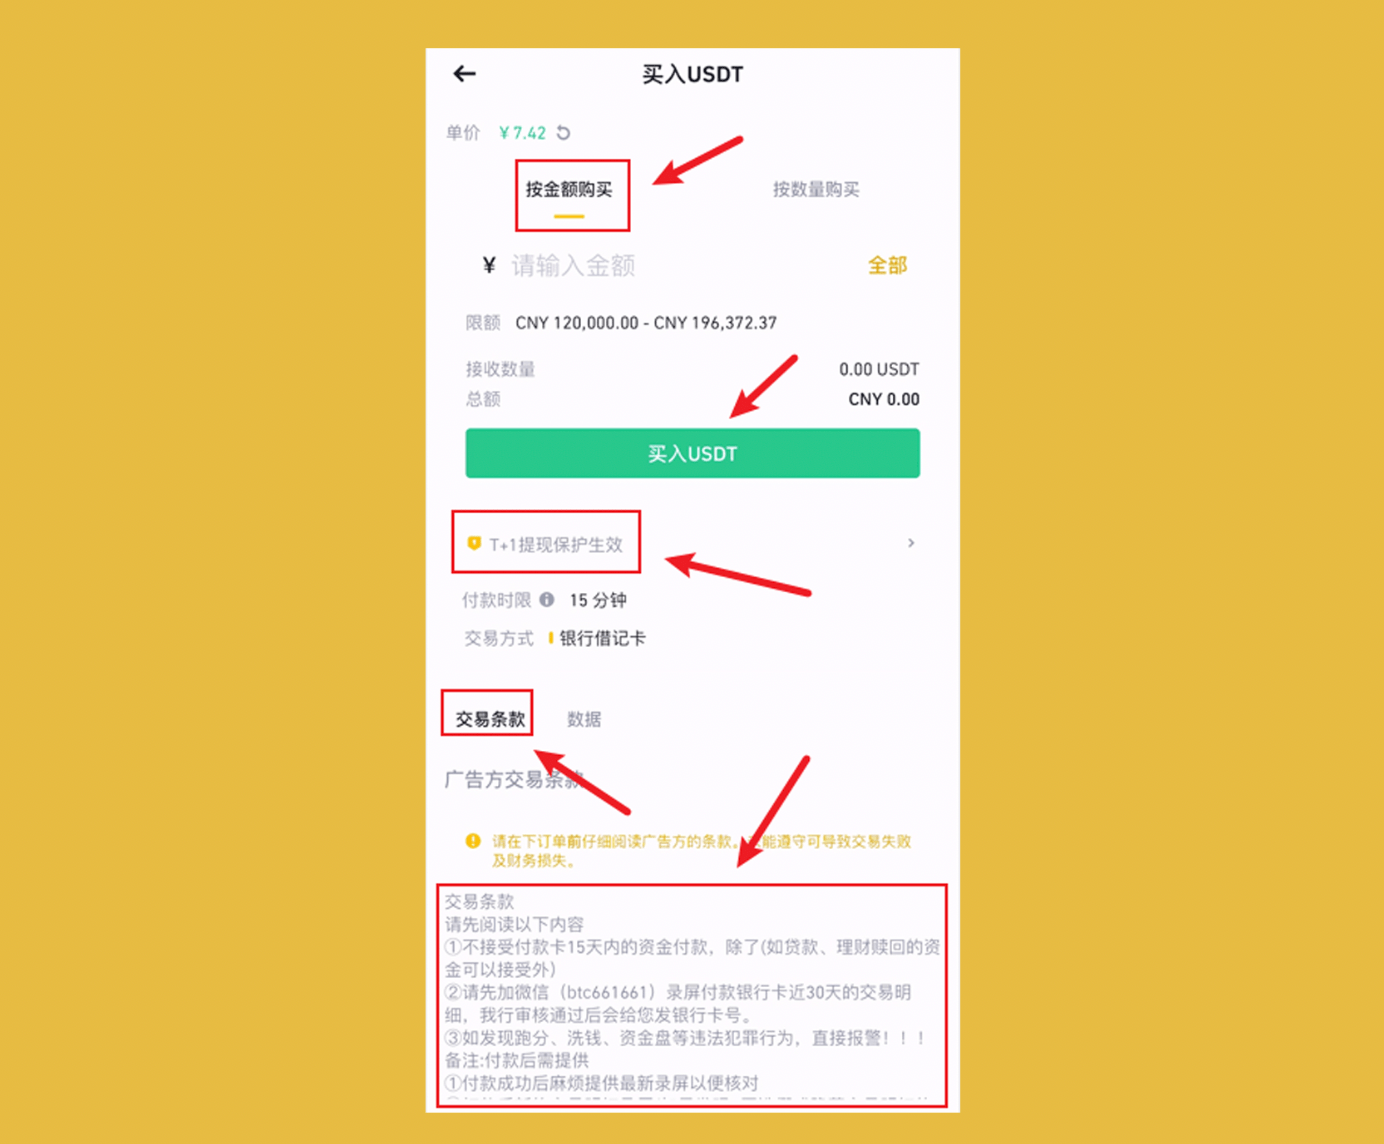 买入USDT
单价 ￥7.42
按金额购买 按数量购买
¥ 请输入金额 全部
限额 CNY 120,000.00 - CNY 196,372.37
接收数量 0.00 USDT
总额 CNY 0.00
买入USDT
T+1提现保护生效
付款时限 15 分钟
交易方式 银行借记卡
交易条款 数据
广告方交易条款
请在下订单前仔细阅读广告方的条款。能遵守可导致交易失败
及财务损失。
交易条款
请先阅读以下内容
①不接受付款卡15天内的资金付款，除了(如贷款、理财赎回的资
金可以接受外)
②请先加微信（btc661661）录屏付款银行卡近30天的交易明
细，我行审核通过后会给您发银行卡号。
③如发现跑分、洗钱、资金盘等违法犯罪行为，直接报警！！！
备注:付款后需提供
①付款成功后麻烦提供最新录屏以便核对